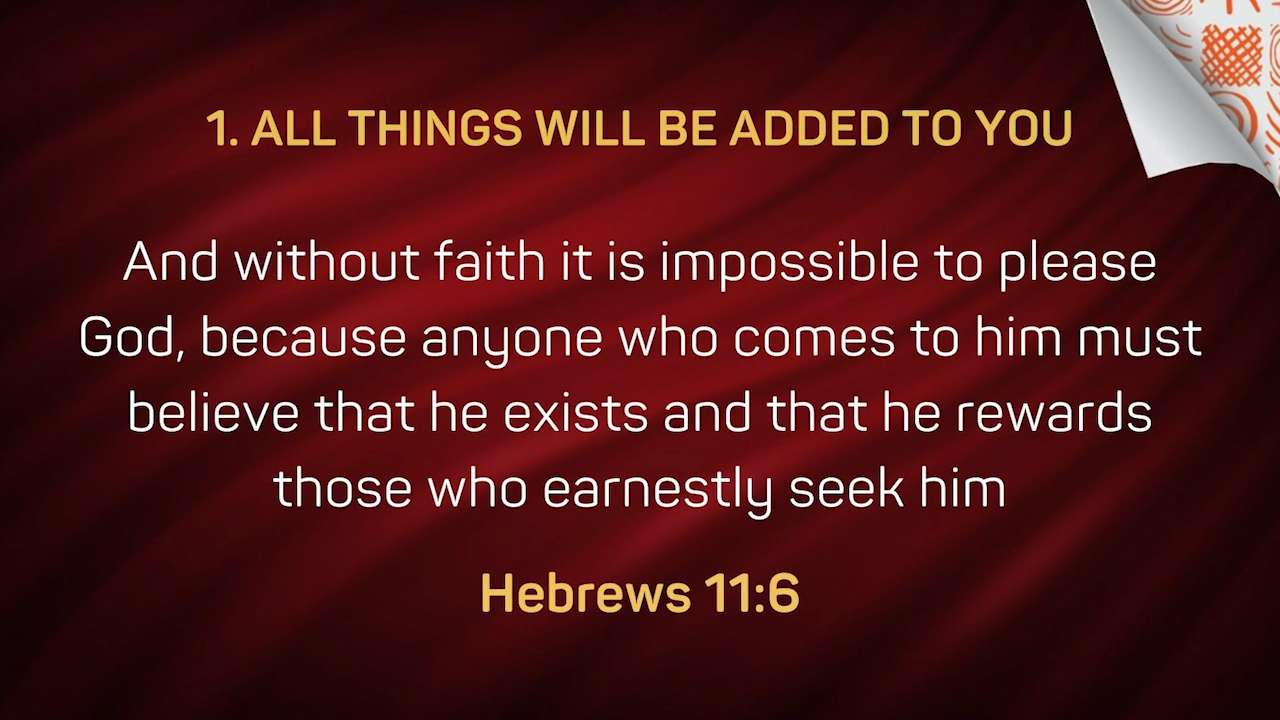 1. ALL THINGS WILL BE ADDED TO YOU
And without faith it is impossible to please
God, because anyone who comes to him must
believe that he exists and that he rewards
those who earnestly seek him
Hebrews 11:6